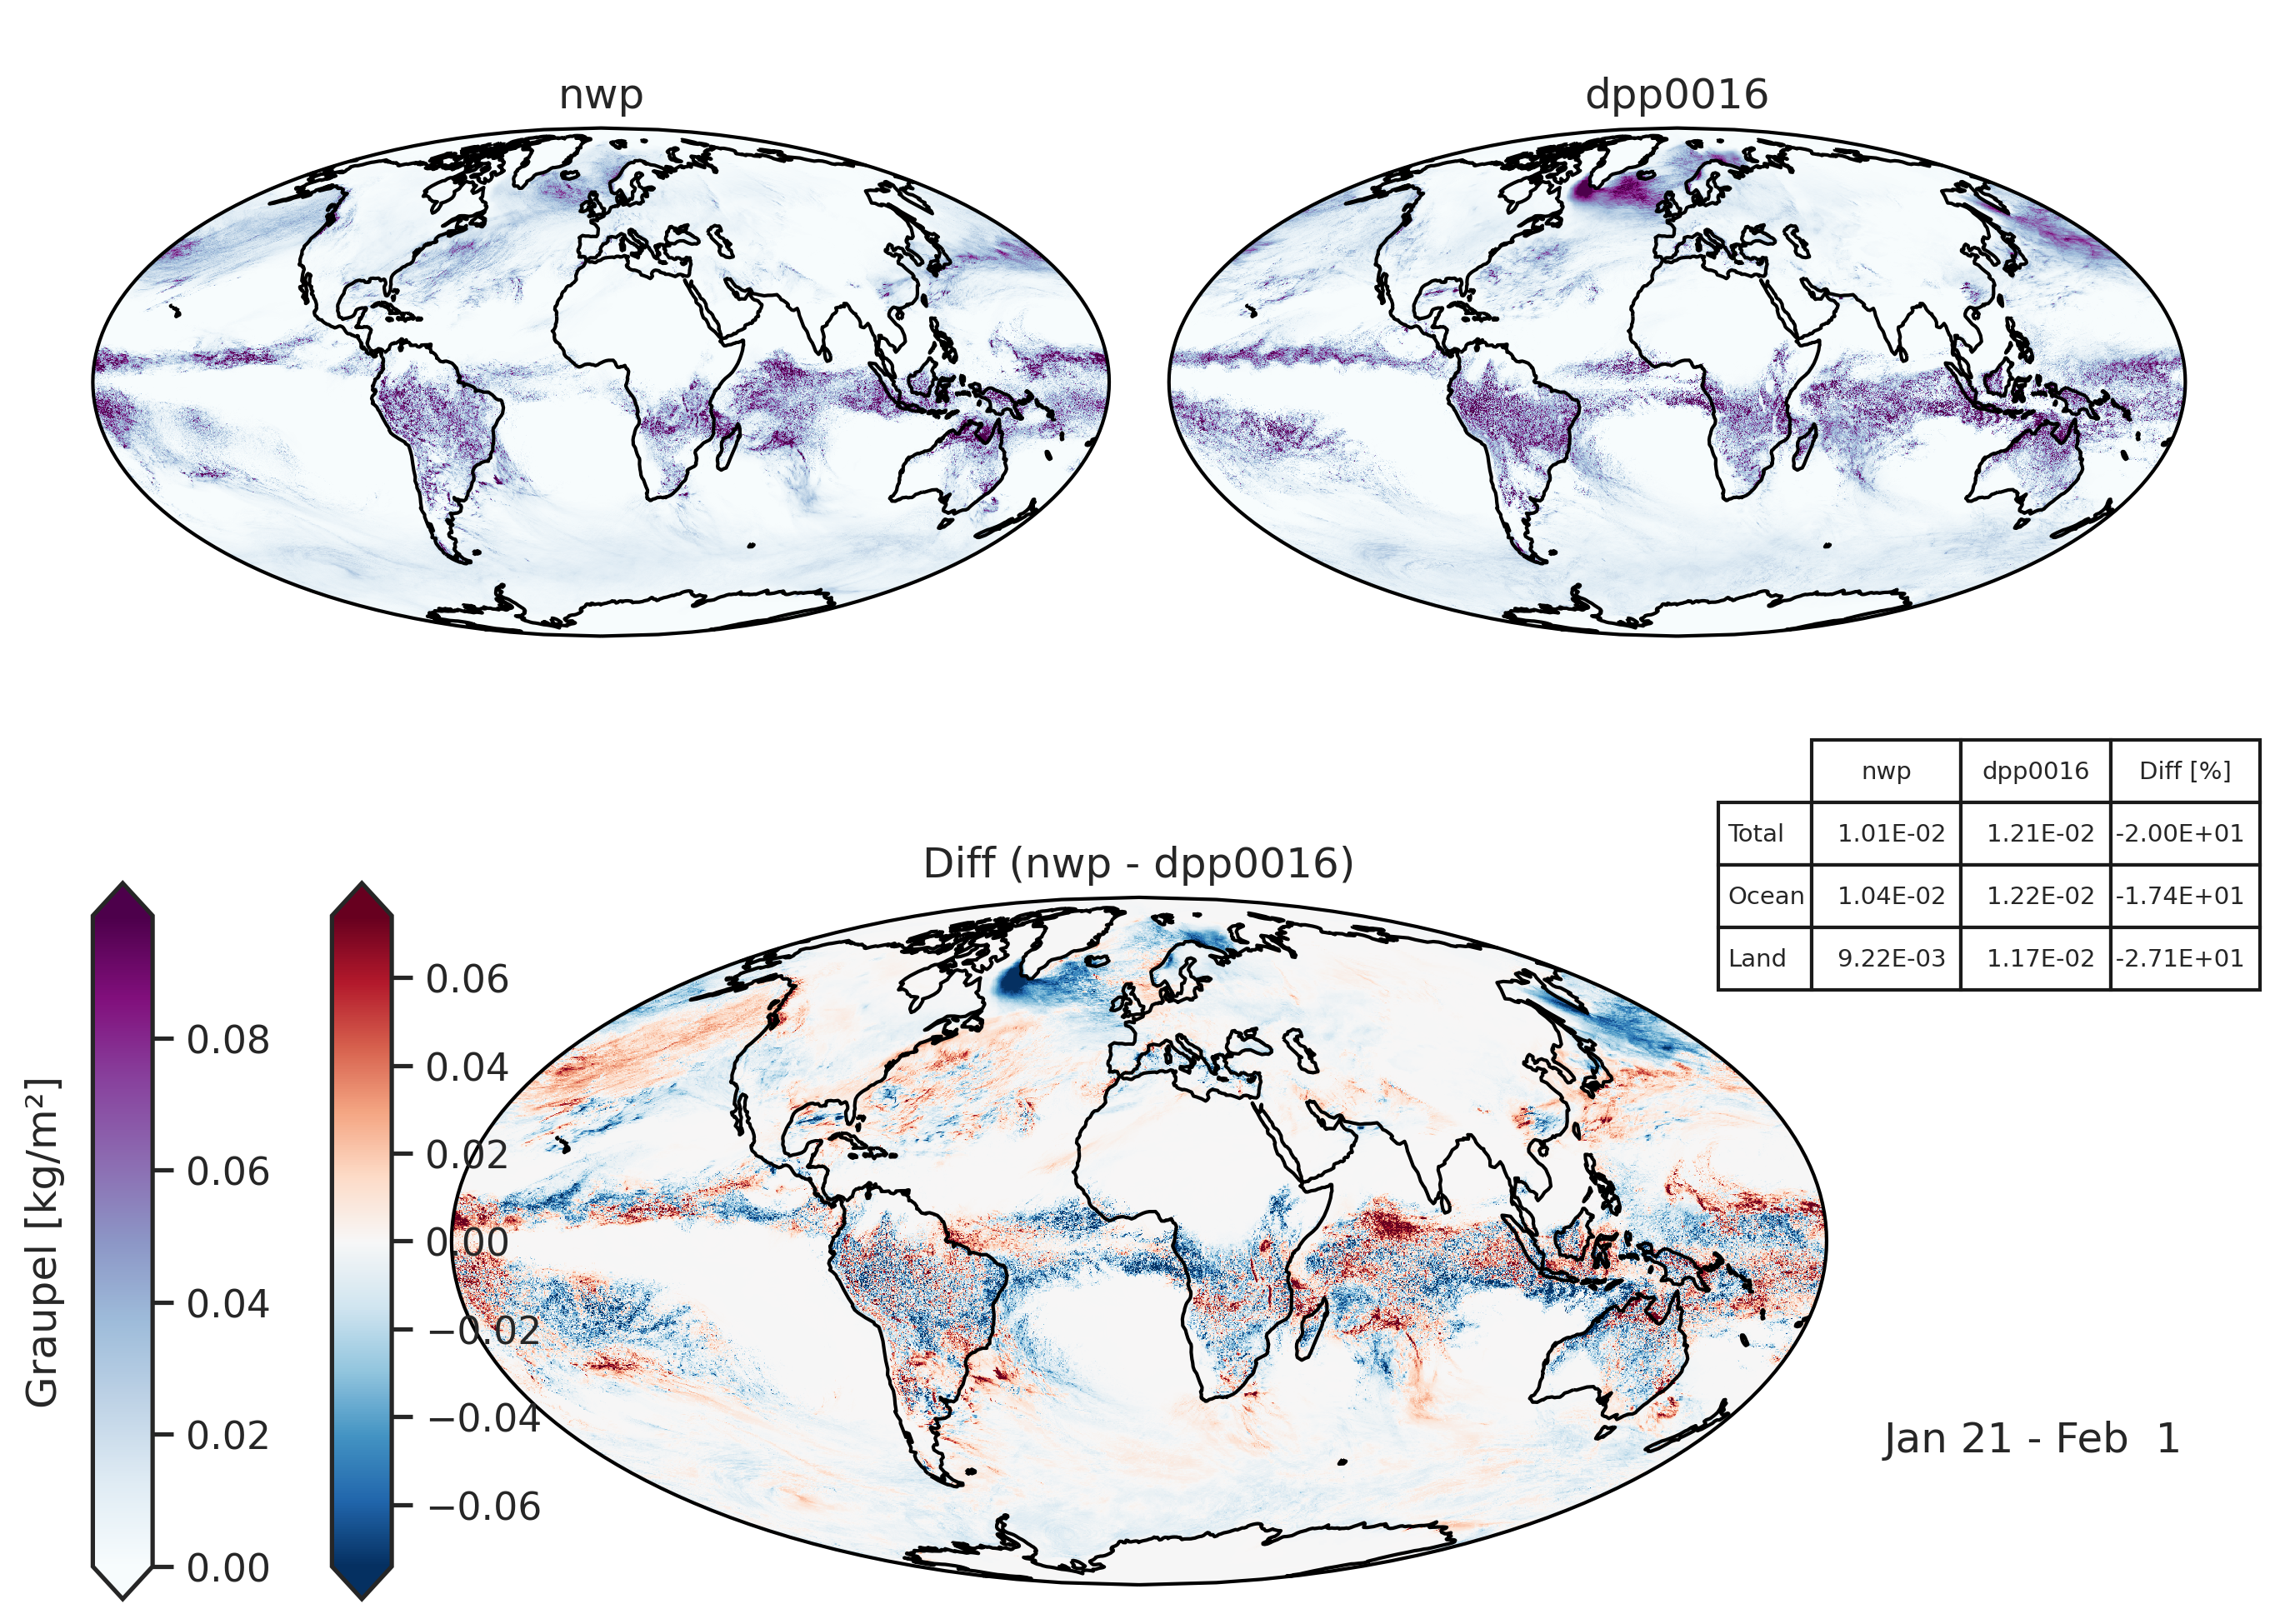 nwp
dpp0016
nwp dpp0016 Diff [%]
Total 1.01E-02 1.21E-02 -2.00E+01
Ocean 1.04E-02 1.22E-02 -1.74E+01
Land 9.22E-03 1.17E-02 -2.71E+01
Diff (nwp - dpp0016)
Graupel [kg/m²]
0.08
0.06
0.04
0.02
0.00
0.06
0.04
0.02
0.00
−0.02
−0.04
−0.06
Jan 21 - Feb  1